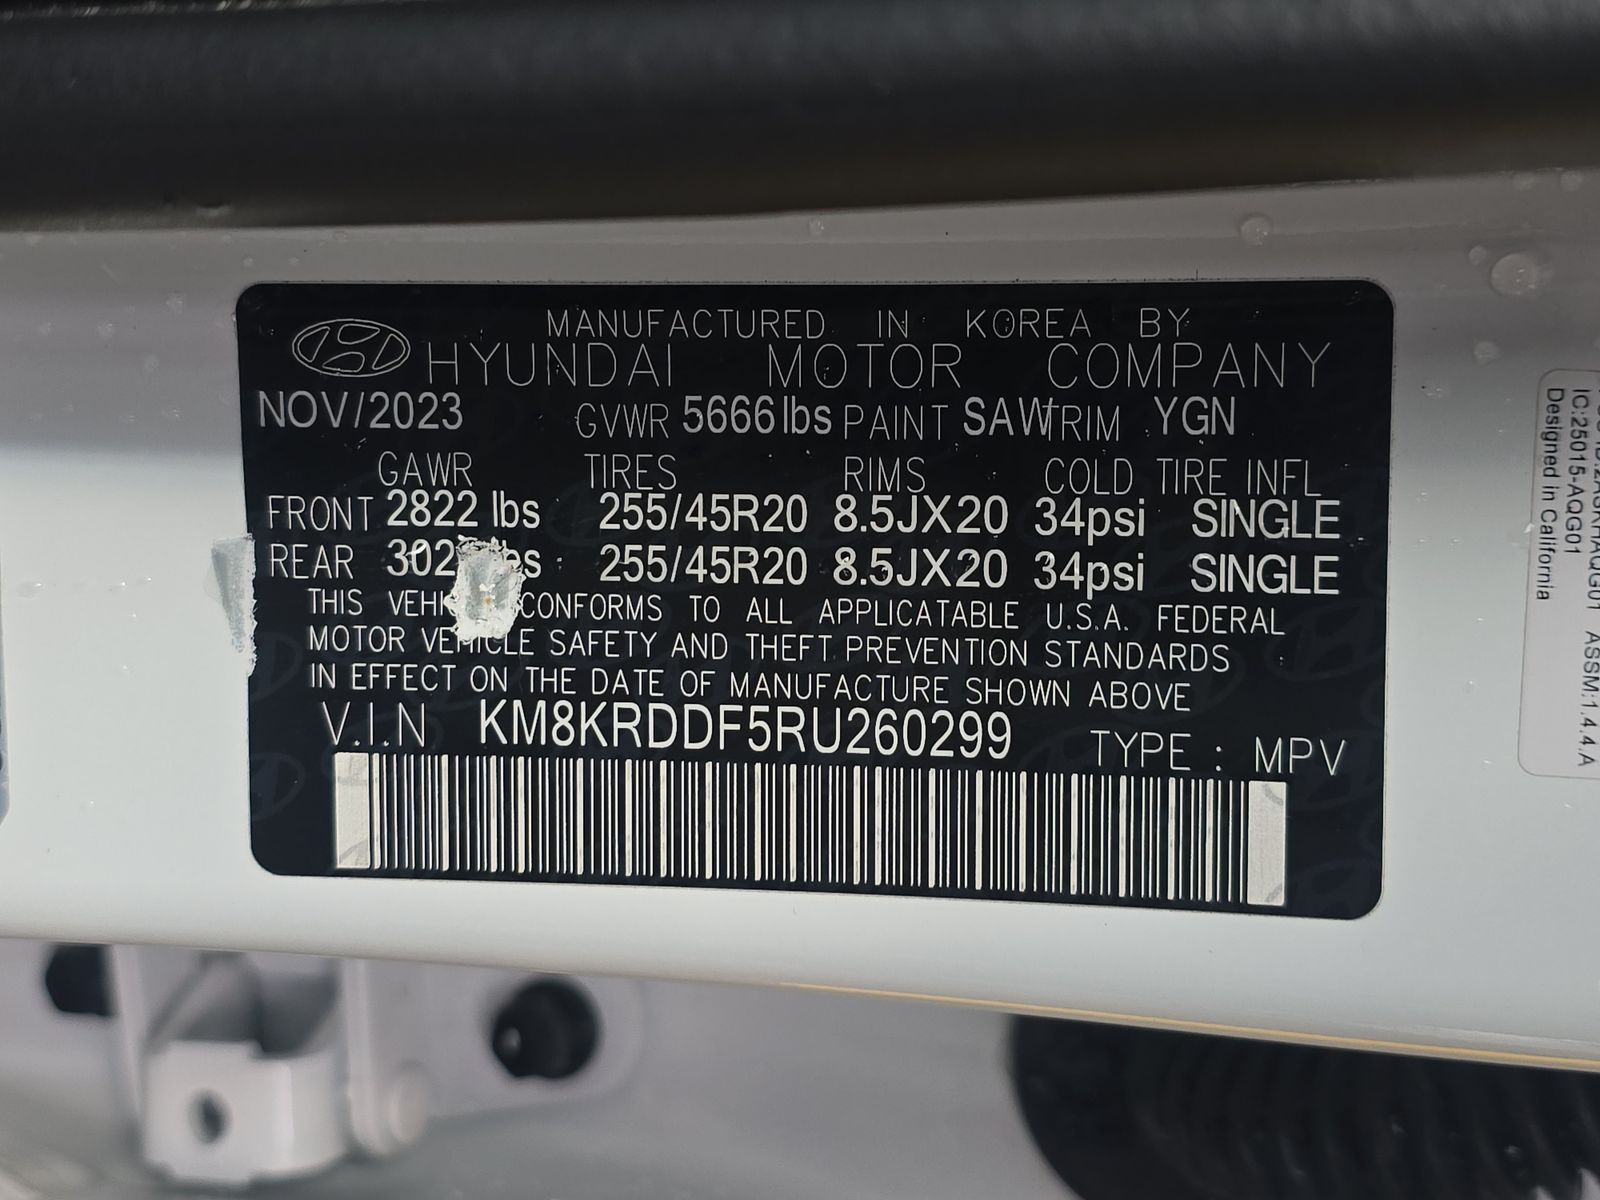 MANUFACTURED IN KOREA BY
HYUNDAI MOTOR COMPANY
NOV/2023 GVWR 5666lbs PAINT SAW TRIM YGN
GAWR TIRES RIMS COLD TIRE INFL
FRONT 2822 lbs 255/45R20 8.5JX20 34psi SINGLE
REAR 255/45R20 8.5JX20 34psi SINGLE
THIS CONFORMS TO ALL APPLICATABLE U.S.A. FEDERAL
MOTOR VEHICLE SAFETY AND THEFT PREVENTION STANDARDS
IN EFFECT ON THE DATE OF MANUFACTURE SHOWN ABOVE
V.I.N KM8KRDDF5RU260299 TYPE : MPV
ASSM:1.4.4.A
IC:25015-AQG01
Designed in California